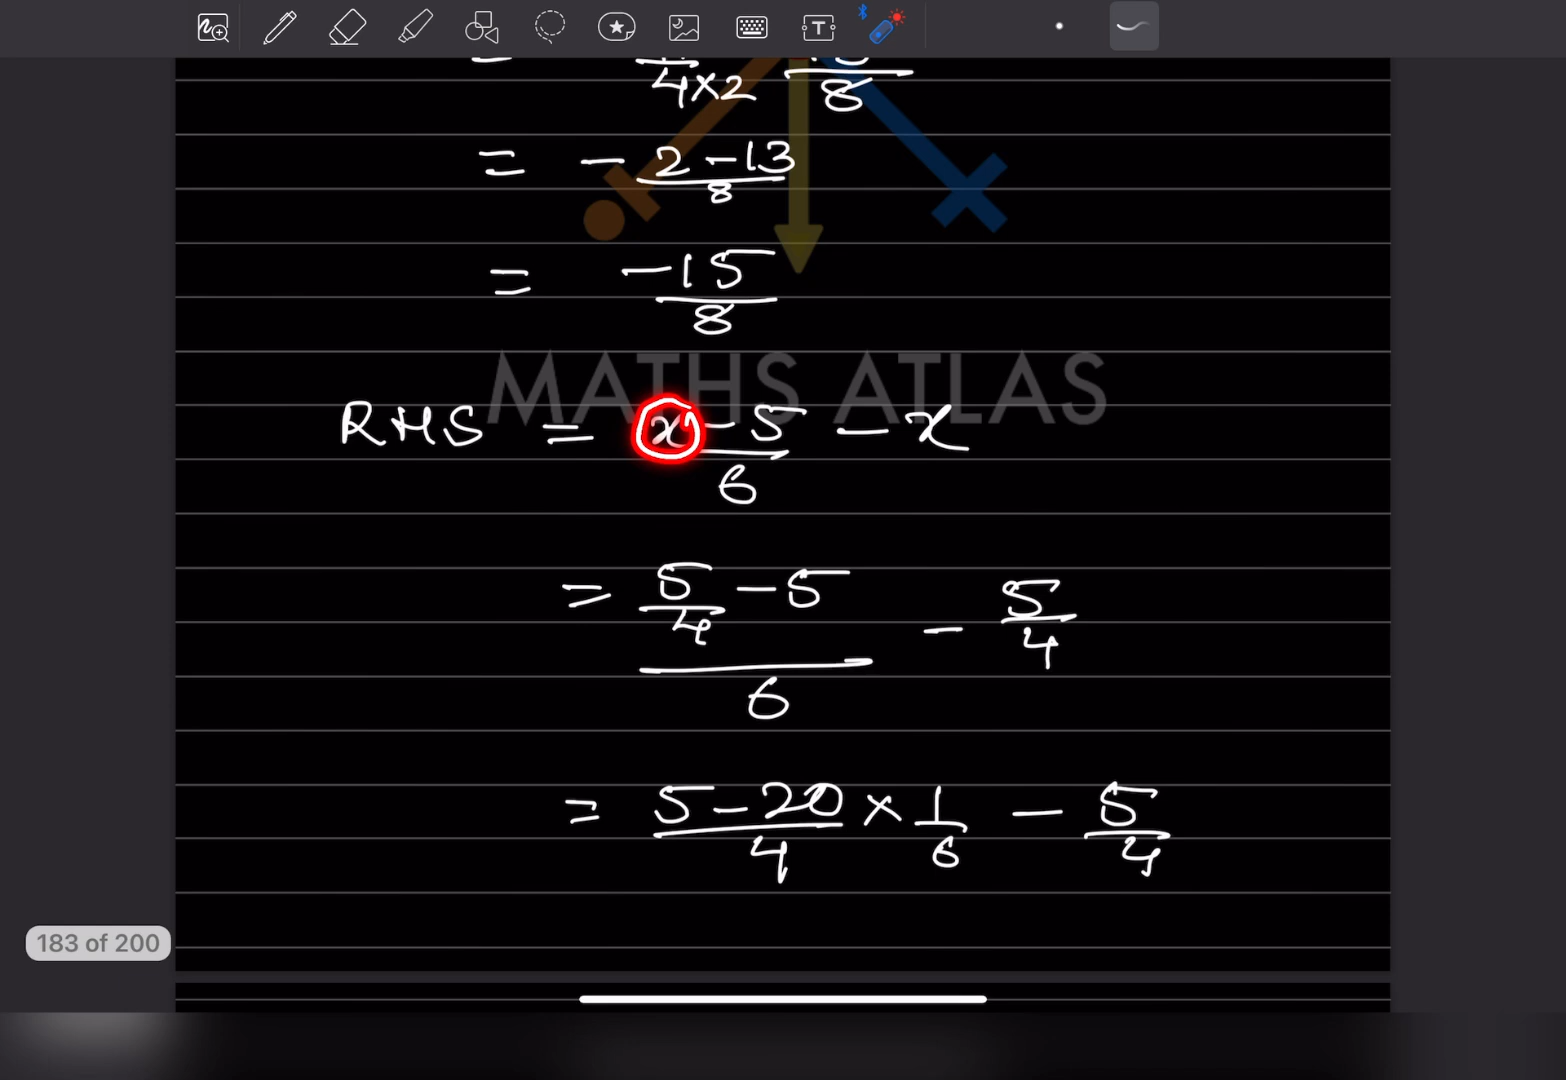 =
4×2 8
= -2-13
8
= -15
8
MATHS ATLAS
RHS = x-5 - x
6
= 5 -5 - 5
4 4
6
= 5-20 × 1 - 5
4 6 4
183 of 200